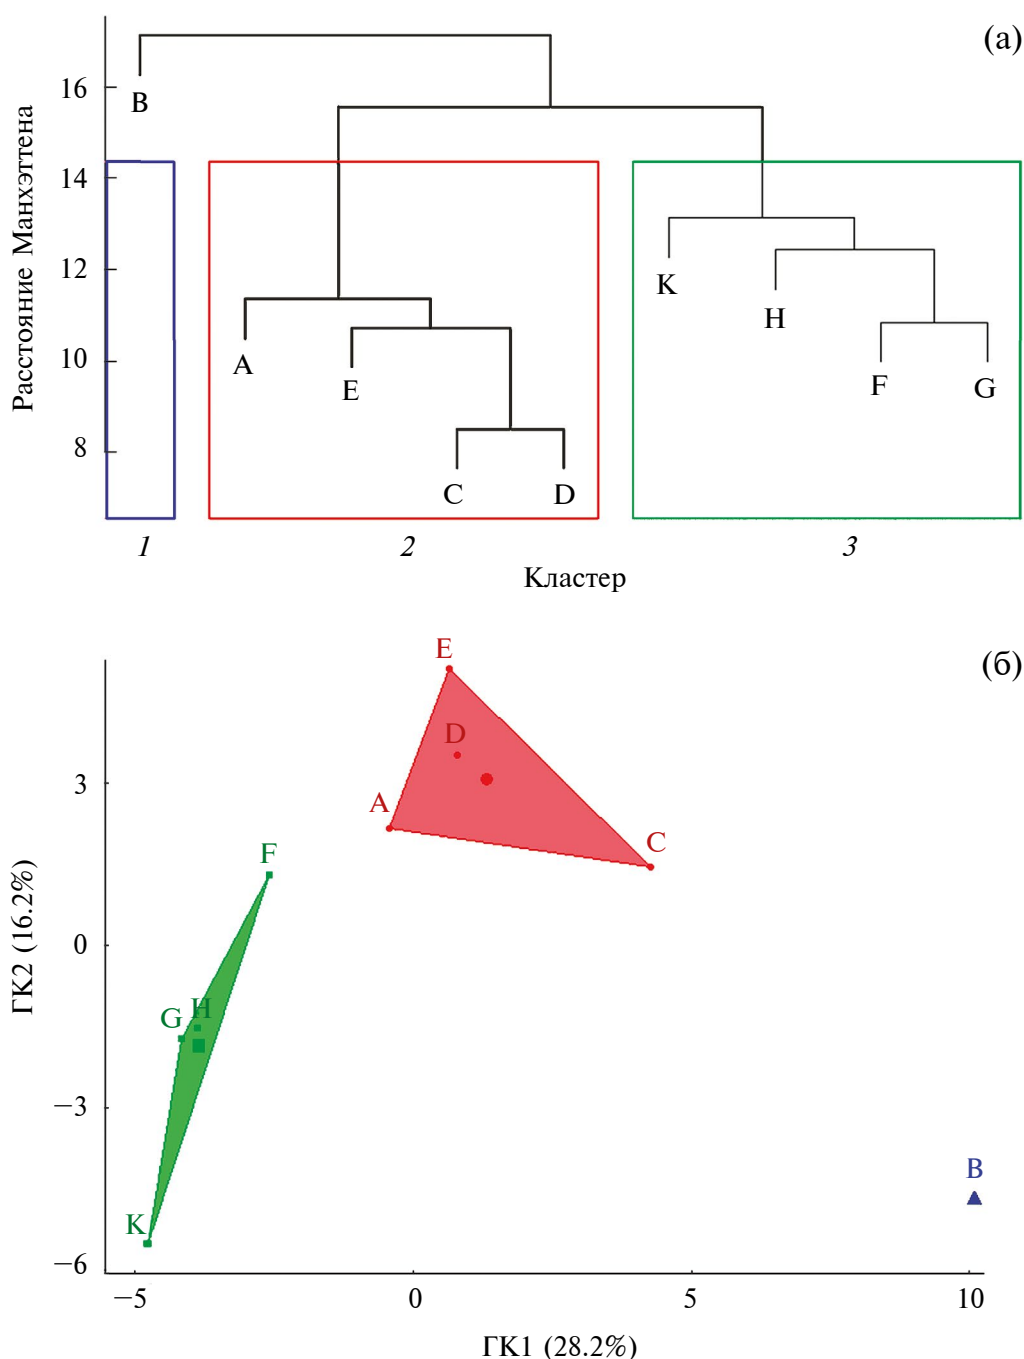 (а)
Расстояние Манхэттена
16
14
12
10
8
B
A
E
C
D
K
H
F
G
1
2
3
Кластер
(б)
ГК2 (16.2%)
3
0
−3
−6
E
D
A
C
F
G
H
K
B
−5
0
5
10
ГК1 (28.2%)